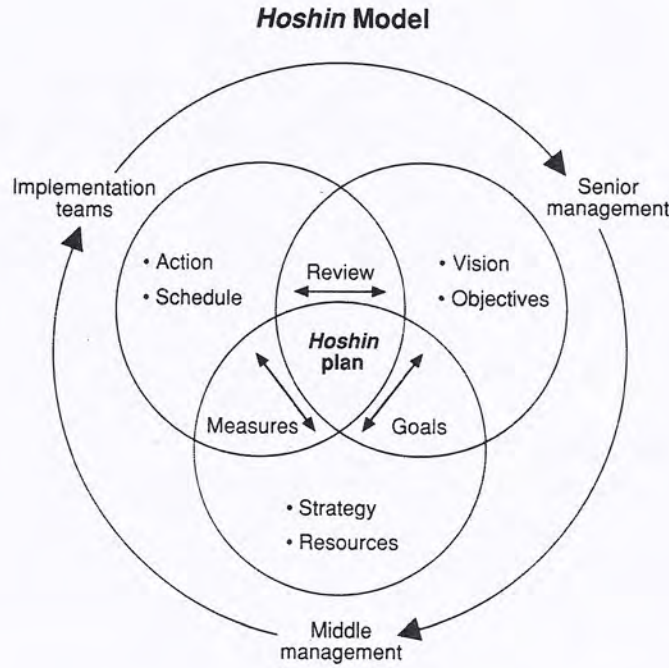 Hoshin Model
Implementation
teams
Senior
management
• Action
• Schedule
Review
• Vision
• Objectives
Hoshin
plan
Measures
Goals
• Strategy
• Resources
Middle
management